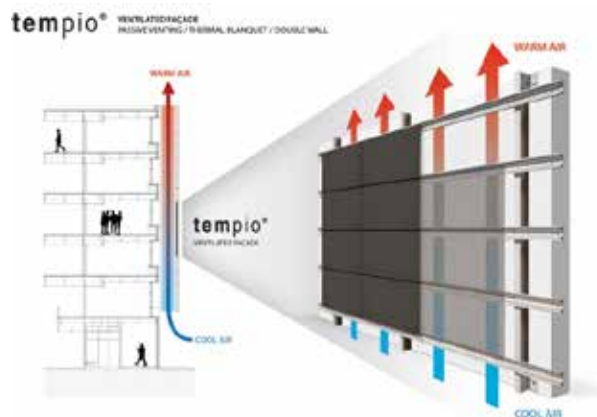 tempio®
VENTILATED FAÇADE
PASSIVE VENTING / THERMAL BLANQUET / DOUBLE WALL
WARM AIR
WARM AIR
tempio®
VENTILATED FAÇADE
COOL AIR
COOL AIR